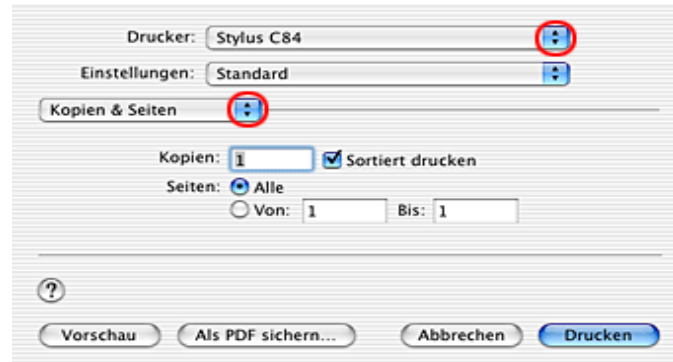 Drucker: Stylus C84
Einstellungen: Standard
Kopien & Seiten
Kopien: 1 Sortiert drucken
Seiten: Alle
Von: 1 Bis: 1
?
Vorschau Als PDF sichern... Abbrechen Drucken